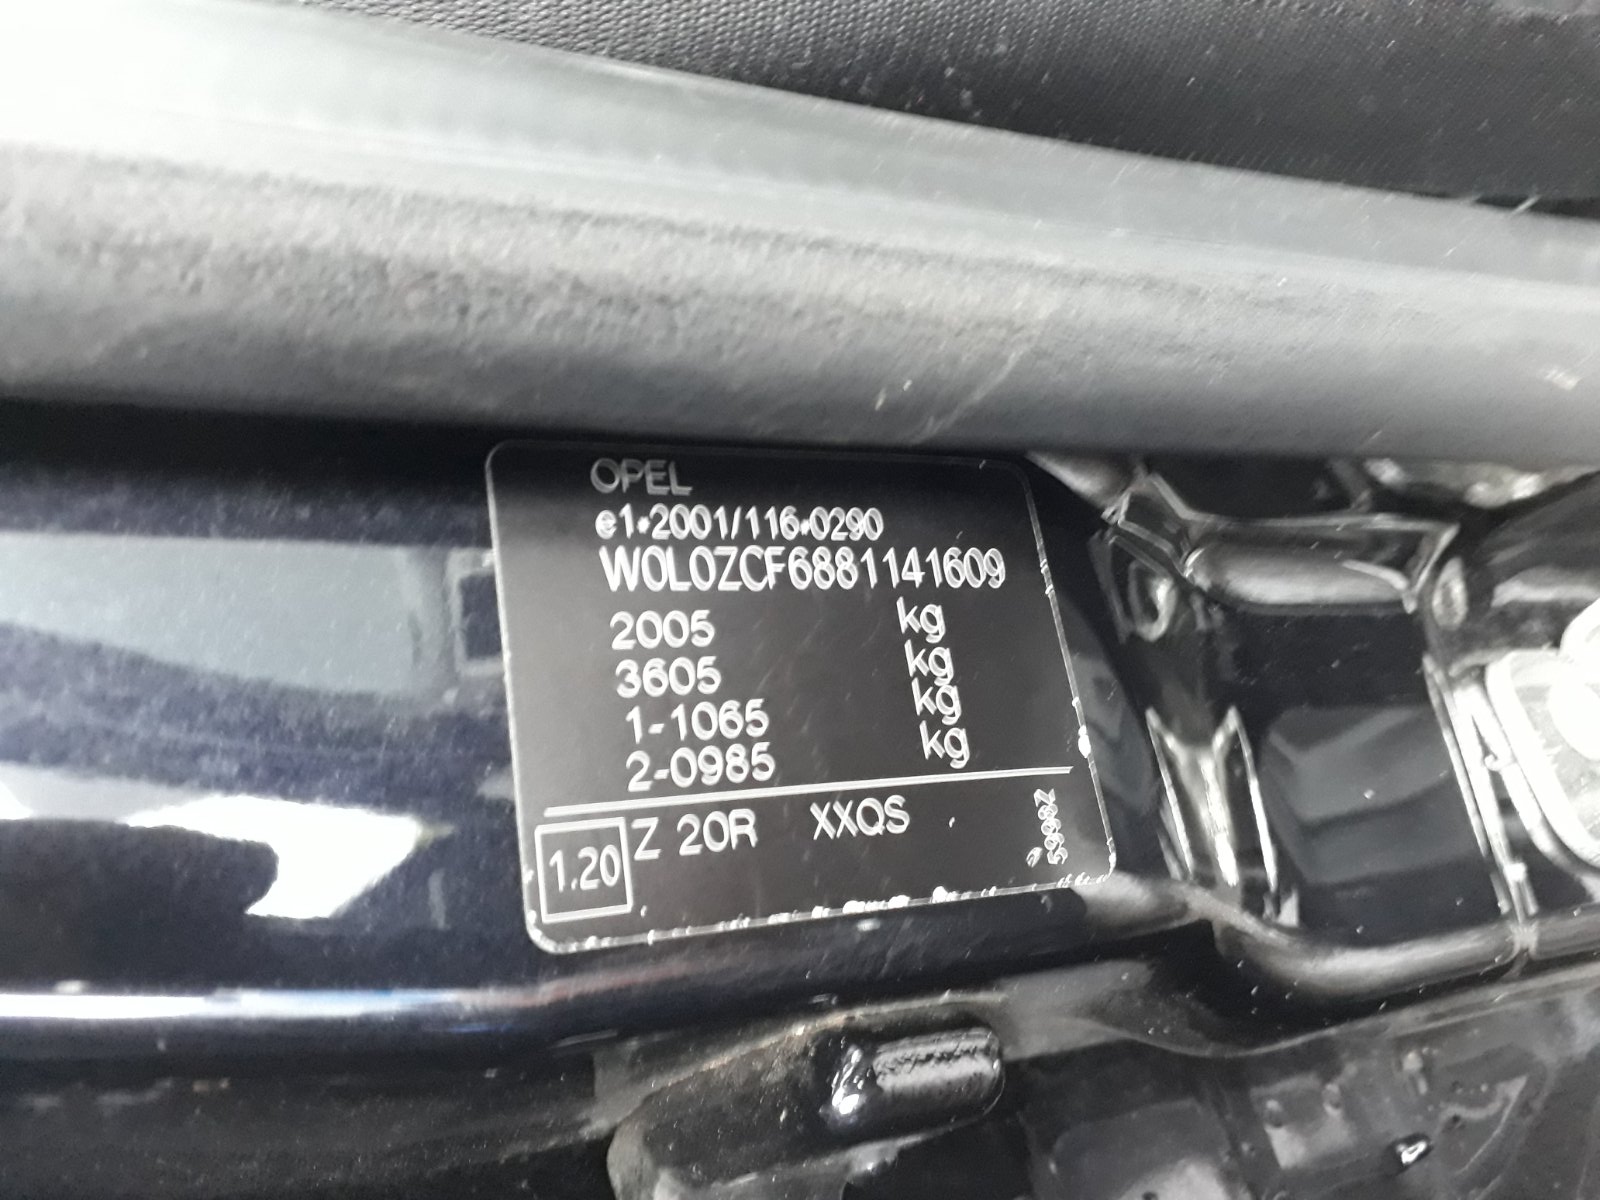 OPEL
e1*2001/116*0290
W0L0ZCF6881141609
2005 kg
3605 kg
1-1065 kg
2-0985 kg
1.20 Z 20R XXQS